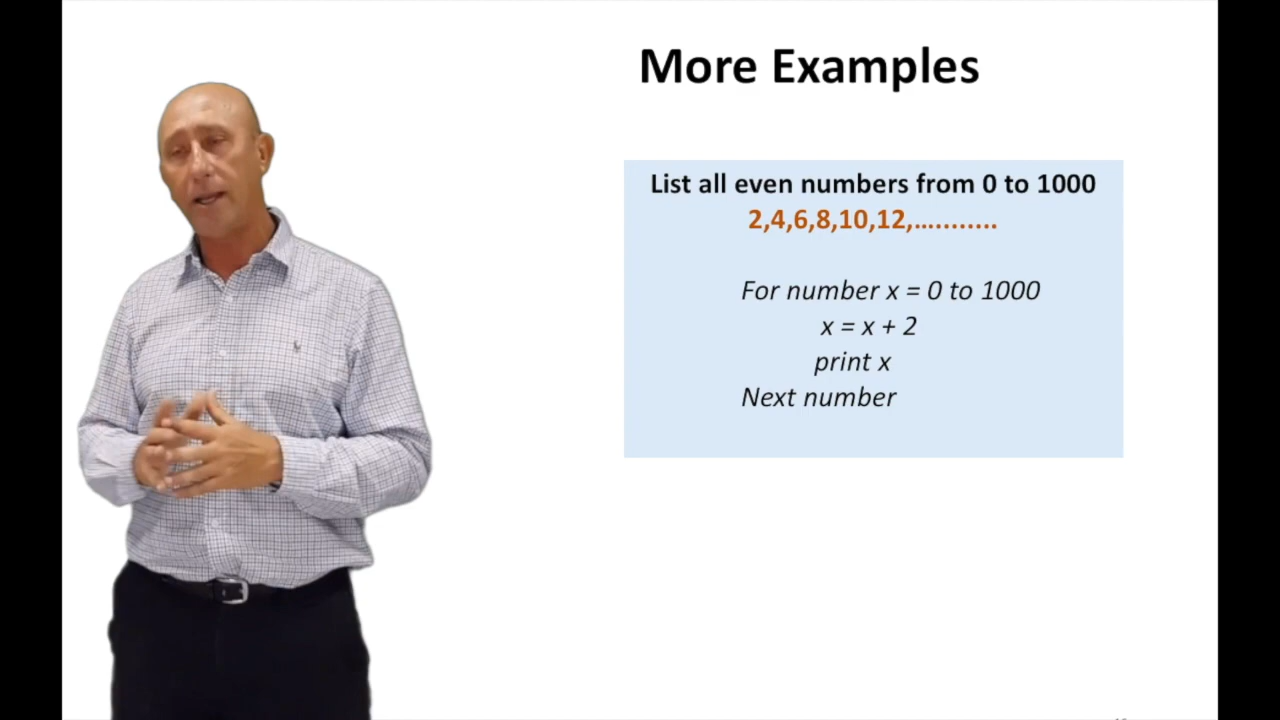 More Examples
List all even numbers from 0 to 1000
2,4,6,8,10,12,...........
For number x = 0 to 1000
x = x + 2
print x
Next number